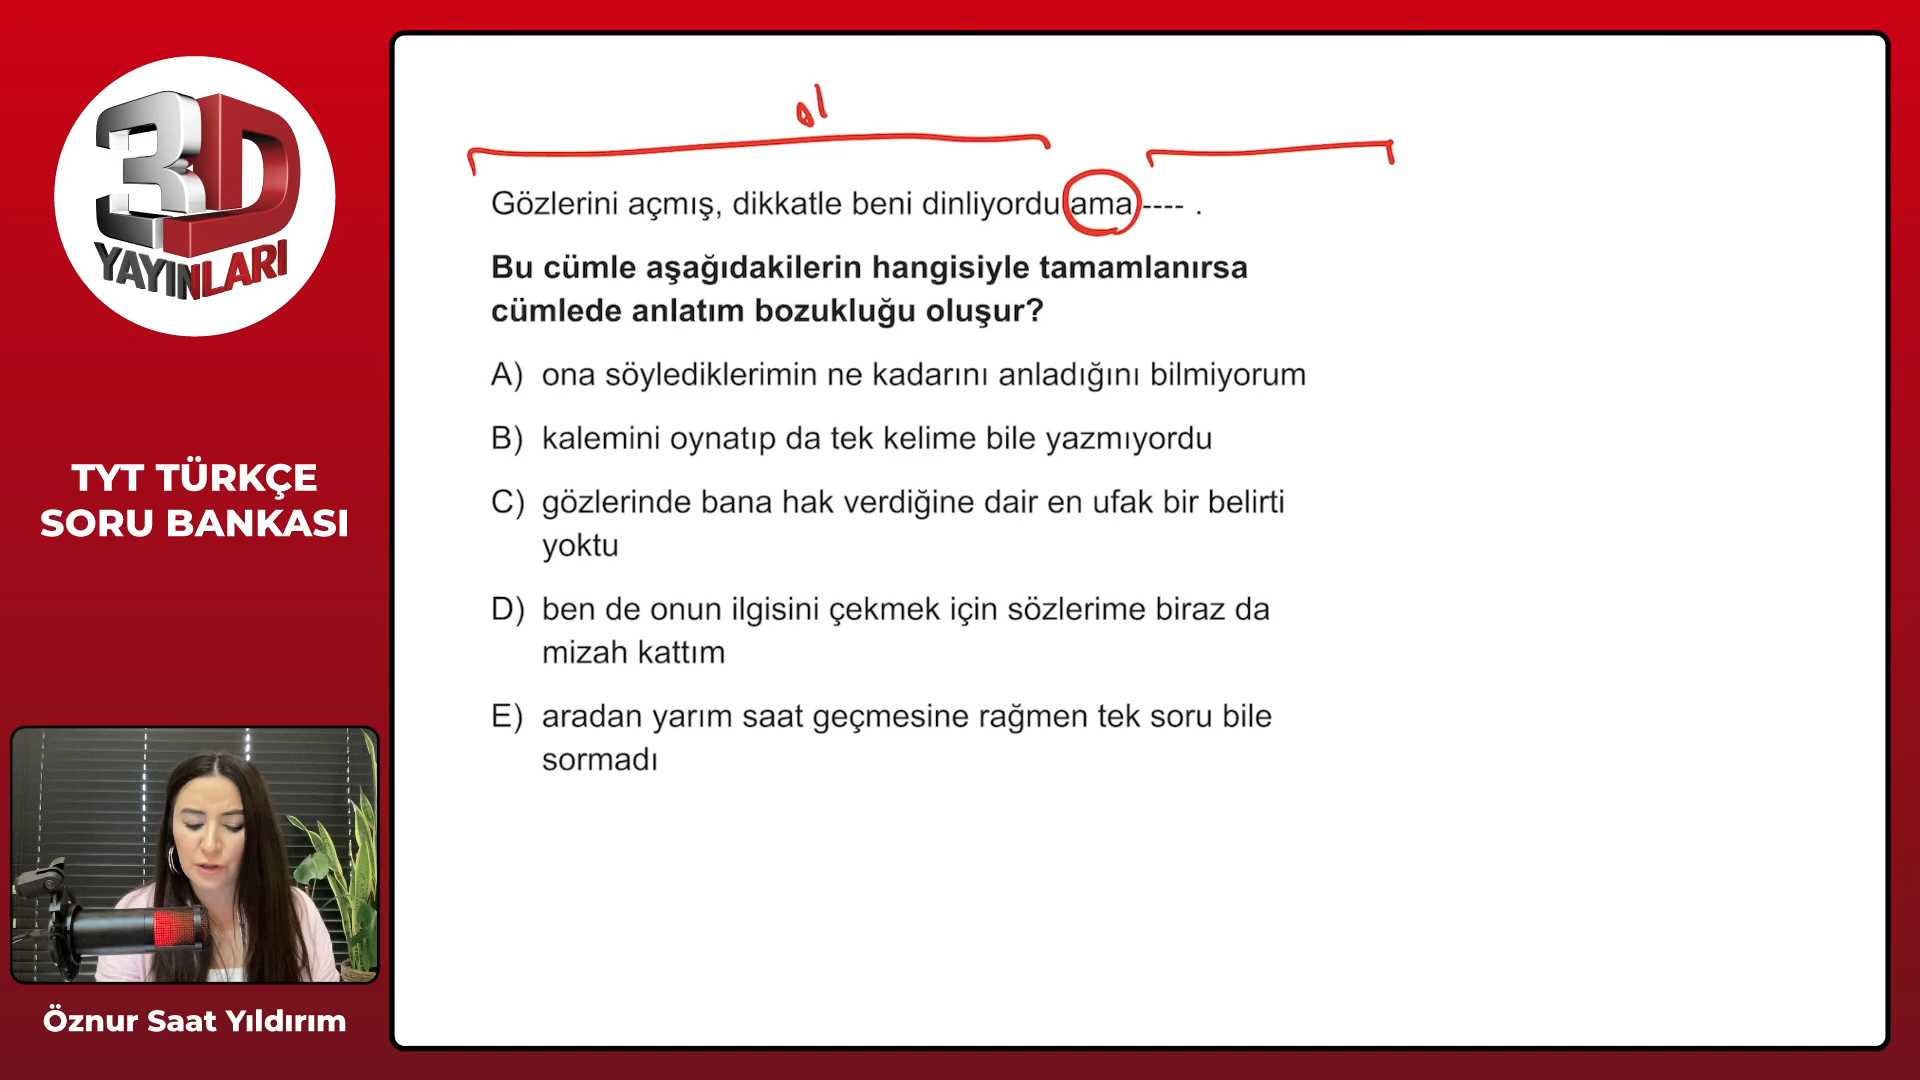 3D
YAYINLARI
TYT TÜRKÇE
SORU BANKASI
Öznur Saat Yıldırım
ol
Gözlerini açmış, dikkatle beni dinliyordu ama ---- .
Bu cümle aşağıdakilerin hangisiyle tamamlanırsa
cümlede anlatım bozukluğu oluşur?
A) ona söylediklerimin ne kadarını anladığını bilmiyorum
B) kalemini oynatıp da tek kelime bile yazmıyordu
C) gözlerinde bana hak verdiğine dair en ufak bir belirti
yoktu
D) ben de onun ilgisini çekmek için sözlerime biraz da
mizah kattım
E) aradan yarım saat geçmesine rağmen tek soru bile
sormadı